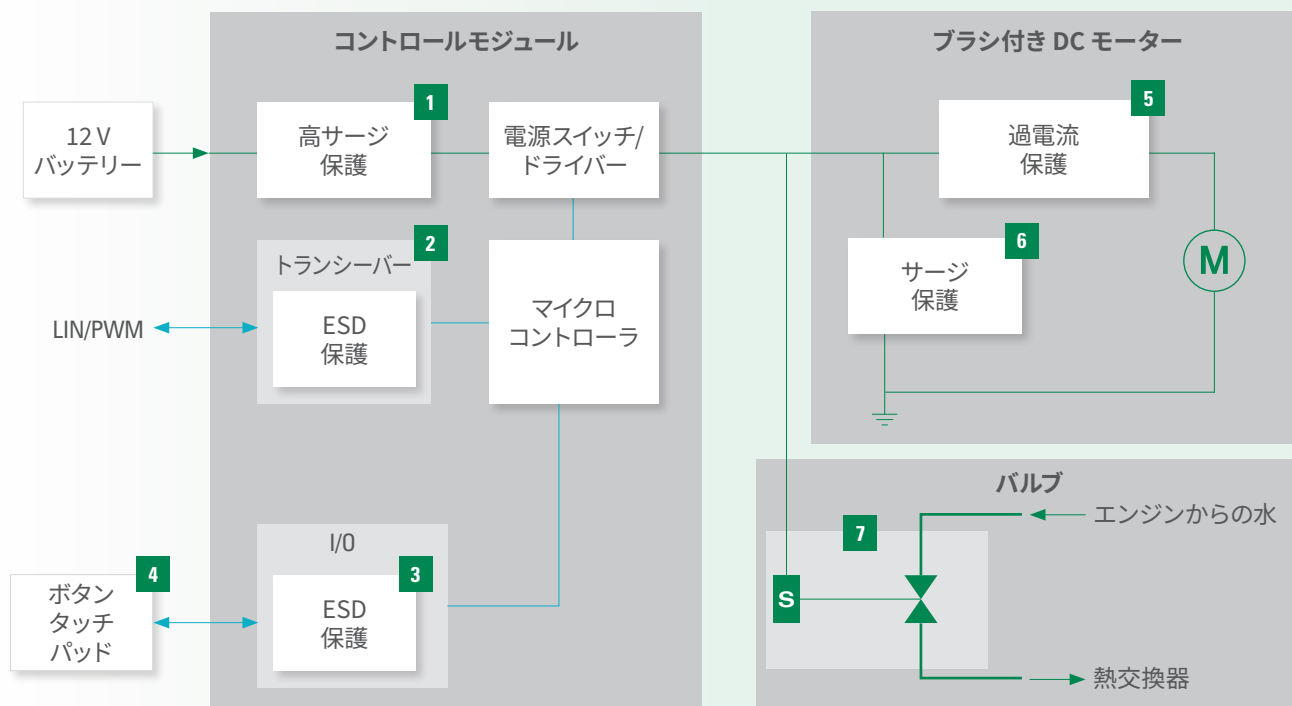 コントロールモジュール
ブラシ付き DC モーター
12 V
バッテリー
1
高サージ
保護
電源スイッチ/
ドライバー
5
過電流
保護
2
トランシーバー
ESD
保護
LIN/PWM
マイクロ
コントローラ
6
サージ
保護
M
バルブ
エンジンからの水
7
S
熱交換器
I/O
3
ESD
保護
4
ボタン
タッチ
パッド